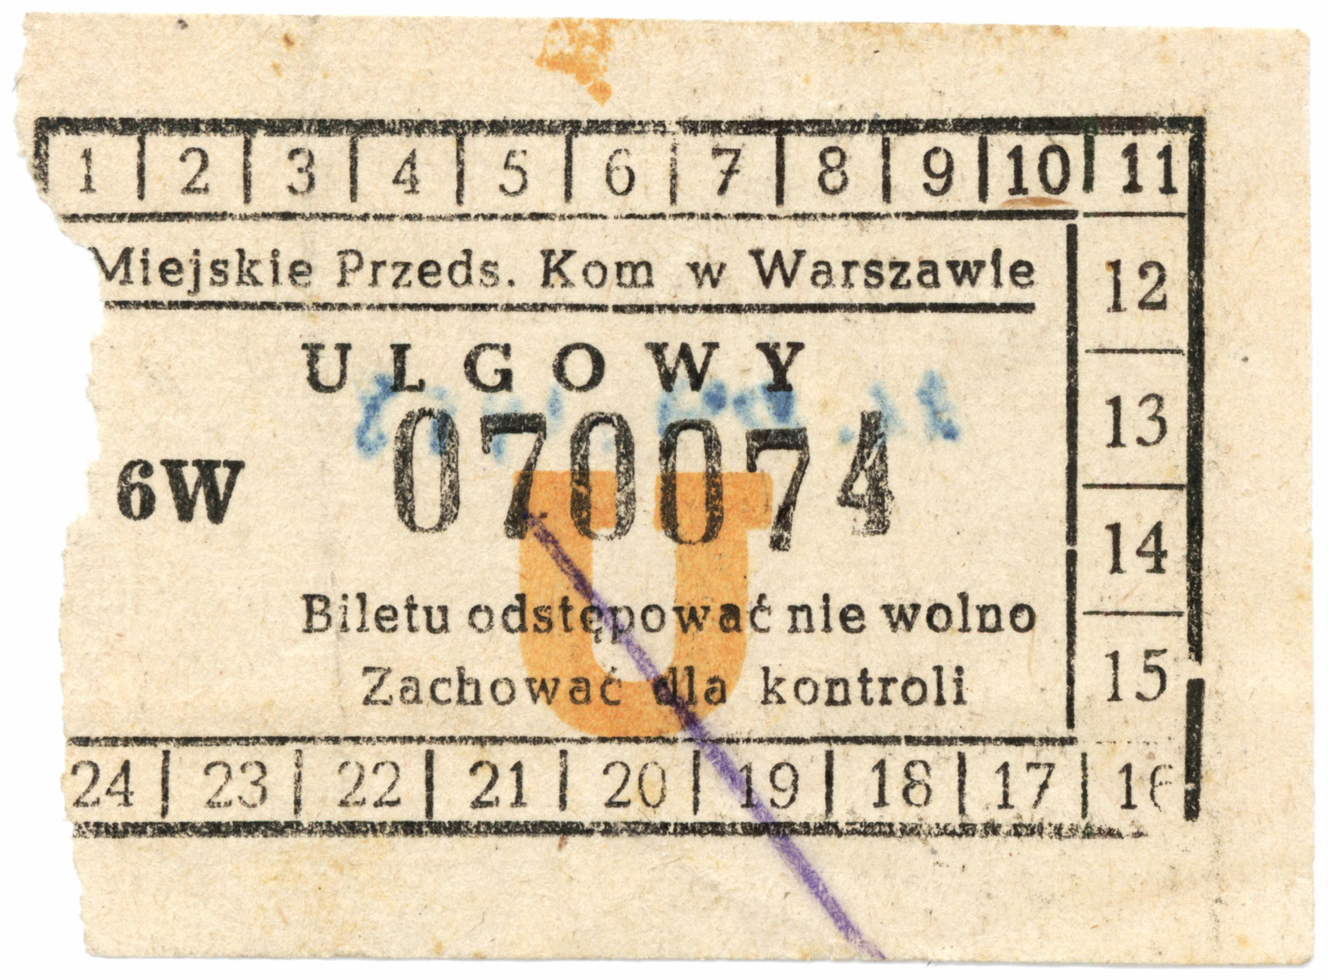 1 2 3 4 5 6 7 8 9 10 11
Miejskie Przeds. Kom w Warszawie
12
ULGOWY
070074
13
6W
U
14
Biletu odstępować nie wolno
Zachować dla kontroli
15
24 23 22 21 20 19 18 17 16